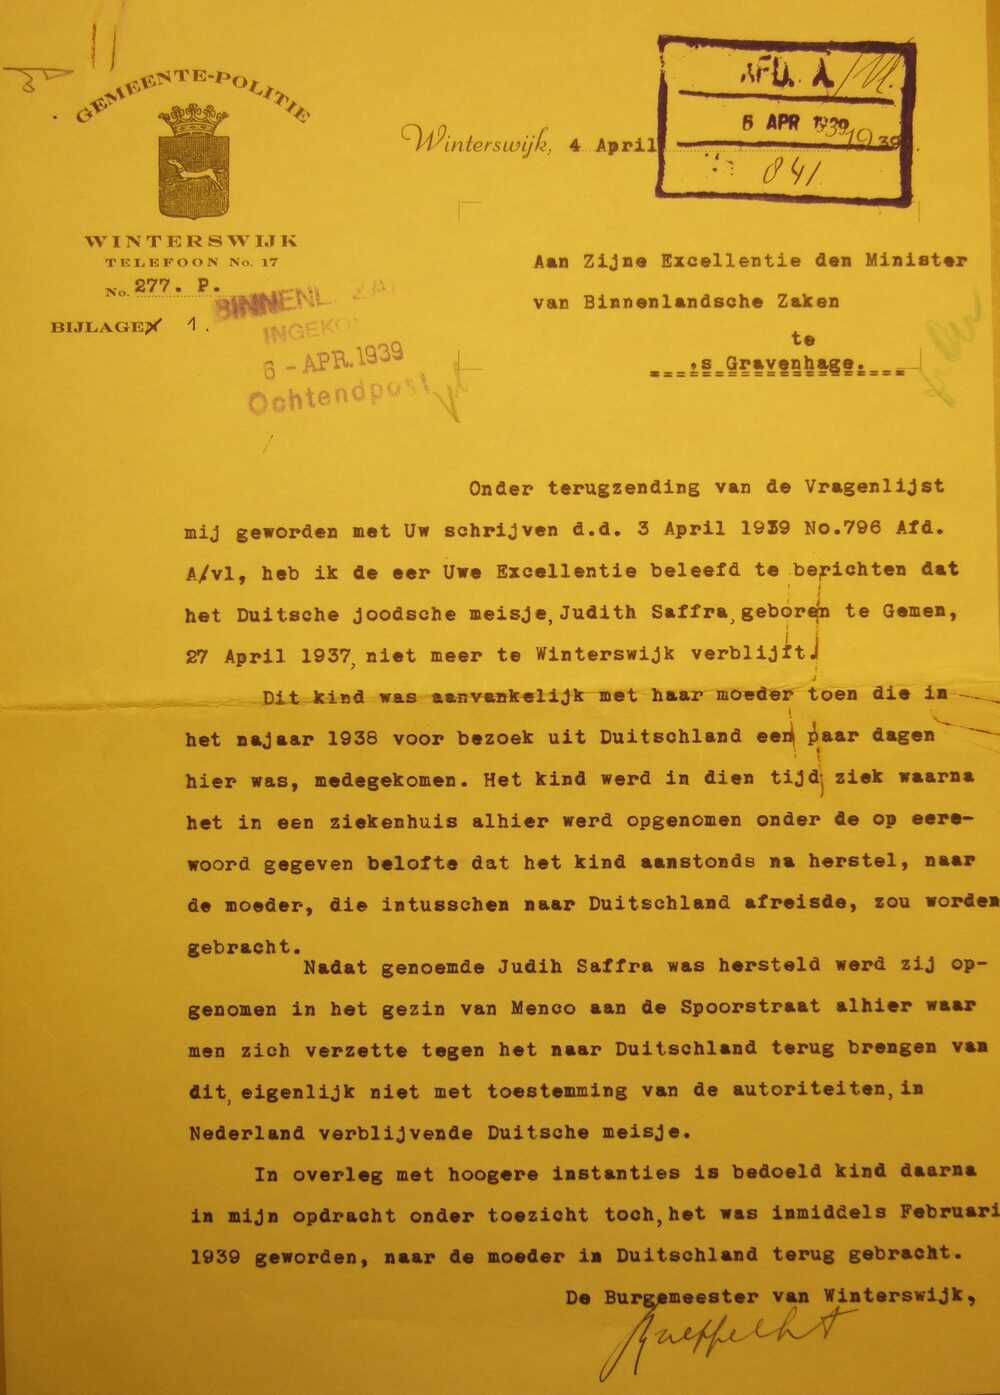 GEMEENTE-POLITIE
WINTERSWIJK
TELEFOON No. 17
No. 277. P.
BIJLAGE 1.
Winterswijk, 4 April 1939
AFD. A/Vl.
6 APR 1939
841.
BINNENL. ZA
INGEKO
6 - APR. 1939
Ochtendpost
Aan Zijne Excellentie den Minister
van Binnenlandsche Zaken
te
's Gravenhage.
Onder terugzending van de Vragenlijst
mij geworden met Uw schrijven d.d. 3 April 1939 No.796 Afd.
A/vl, heb ik de eer Uwe Excellentie beleefd te berichten dat
het Duitsche joodsche meisje, Judith Saffra, geboren te Gemen,
27 April 1937, niet meer te Winterswijk verblijft.
Dit kind was aanvankelijk met haar moeder toen die in
het najaar 1938 voor bezoek uit Duitschland een paar dagen
hier was, medegekomen. Het kind werd in dien tijd ziek waarna
het in een ziekenhuis alhier werd opgenomen onder de op eere-
woord gegeven belofte dat het kind aanstonds na herstel, naar
de moeder, die intusschen naar Duitschland afreisde, zou worden
gebracht.
Nadat genoemde Judih Saffra was hersteld werd zij op-
genomen in het gezin van Menco aan de Spoorstraat alhier waar
men zich verzette tegen het naar Duitschland terug brengen van
dit, eigenlijk niet met toestemming van de autoriteiten, in
Nederland verblijvende Duitsche meisje.
In overleg met hoogere instanties is bedoeld kind daarna
in mijn opdracht onder toezicht toch, het was inmiddels Februari
1939 geworden, naar de moeder in Duitschland terug gebracht.
De Burgemeester van Winterswijk,